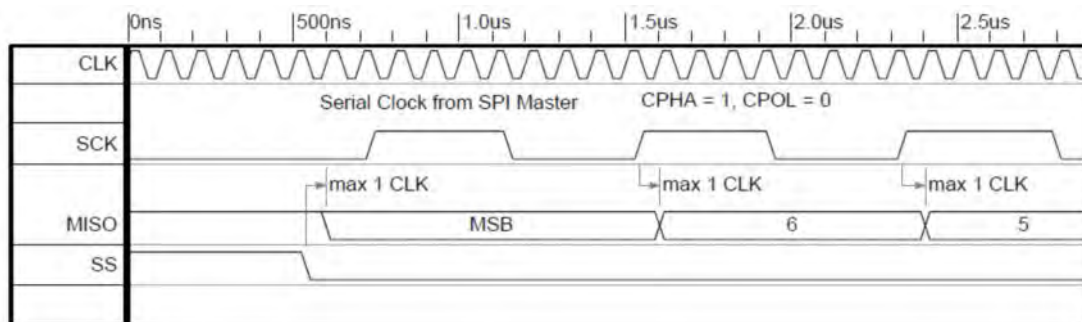 0ns 500ns 1.0us 1.5us 2.0us 2.5us
CLK
Serial Clock from SPI Master CPHA = 1, CPOL = 0
SCK
max 1 CLK max 1 CLK max 1 CLK
MISO MSB 6 5
SS